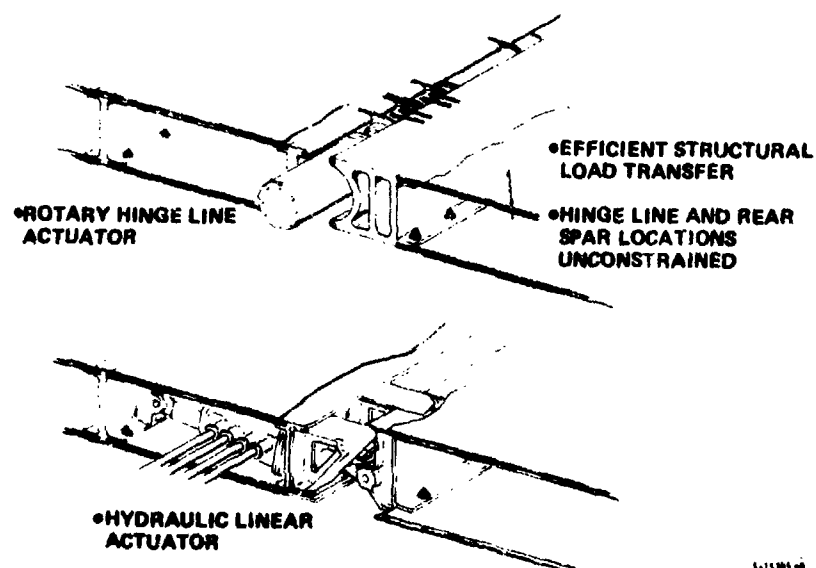 •EFFICIENT STRUCTURAL
LOAD TRANSFER
•ROTARY HINGE LINE
ACTUATOR
•HINGE LINE AND REAR
SPAR LOCATIONS
UNCONSTRAINED
•HYDRAULIC LINEAR
ACTUATOR